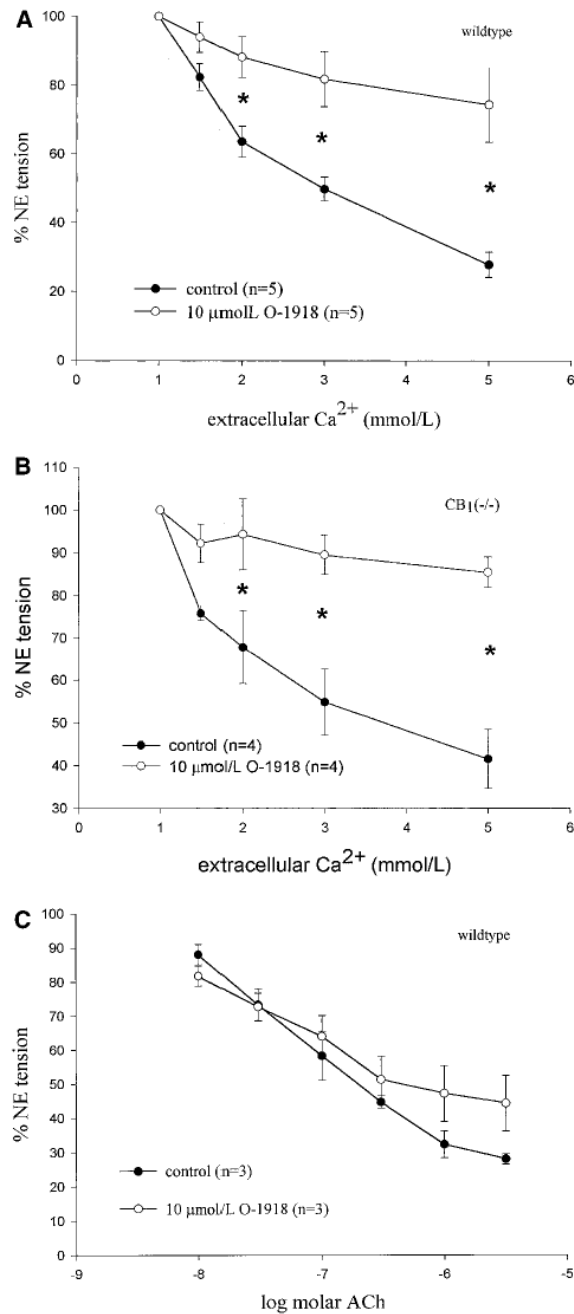 A
wildtype
% NE tension
100
80
60
40
20
0
control (n=5)
10 μmolL O-1918 (n=5)
*
*
*
0 1 2 3 4 5 6
extracellular Ca2+ (mmol/L)
B
CB1(-/-)
% NE tension
110
100
90
80
70
60
50
40
30
*
*
*
control (n=4)
10 μmol/L O-1918 (n=4)
0 1 2 3 4 5 6
extracellular Ca2+ (mmol/L)
C
wildtype
% NE tension
100
90
80
70
60
50
40
30
20
10
0
control (n=3)
10 μmol/L O-1918 (n=3)
-9 -8 -7 -6 -5
log molar ACh